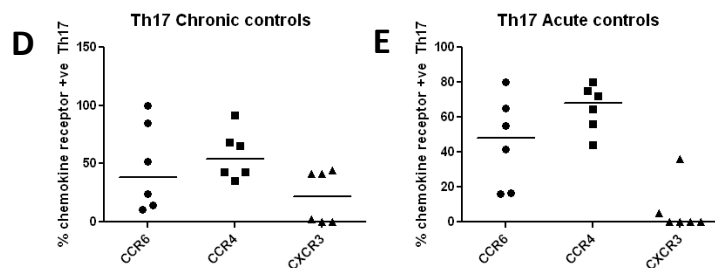 D
Th17 Chronic controls
% chemokine receptor +ve Th17
150
100
50
0
CCR6
CCR4
CXCR3
E
Th17 Acute controls
% chemokine receptor +ve Th17
100
80
60
40
20
0
CCR6
CCR4
CXCR3